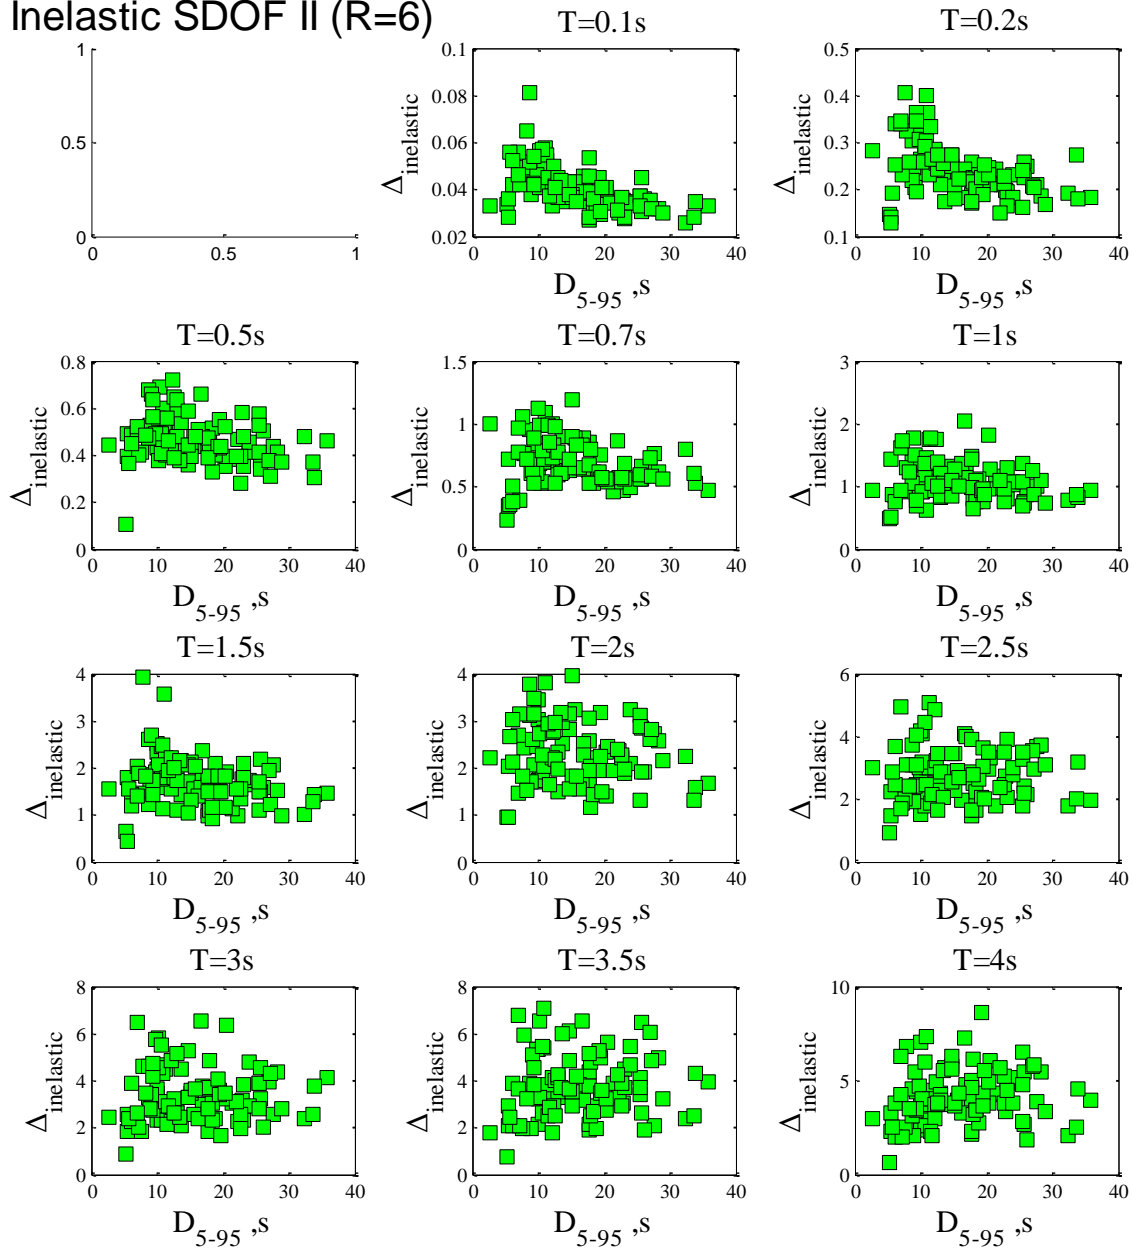 Inelastic SDOF II (R=6)
1
0.5
0
0 0.5 1
T=0.1s
0.1
0.08
0.06
0.04
0.02
Δinelastic
0 10 20 30 40
D5-95 ,s
T=0.2s
0.5
0.4
0.3
0.2
0.1
Δinelastic
0 10 20 30 40
D5-95 ,s
T=0.5s
0.8
0.6
0.4
0.2
0
Δinelastic
0 10 20 30 40
D5-95 ,s
T=0.7s
1.5
1
0.5
0
Δinelastic
0 10 20 30 40
D5-95 ,s
T=1s
3
2
1
0
Δinelastic
0 10 20 30 40
D5-95 ,s
T=1.5s
4
3
2
1
0
Δinelastic
0 10 20 30 40
D5-95 ,s
T=2s
4
3
2
1
0
Δinelastic
0 10 20 30 40
D5-95 ,s
T=2.5s
6
4
2
0
Δinelastic
0 10 20 30 40
D5-95 ,s
T=3s
8
6
4
2
0
Δinelastic
0 10 20 30 40
D5-95 ,s
T=3.5s
8
6
4
2
0
Δinelastic
0 10 20 30 40
D5-95 ,s
T=4s
10
5
0
Δinelastic
0 10 20 30 40
D5-95 ,s